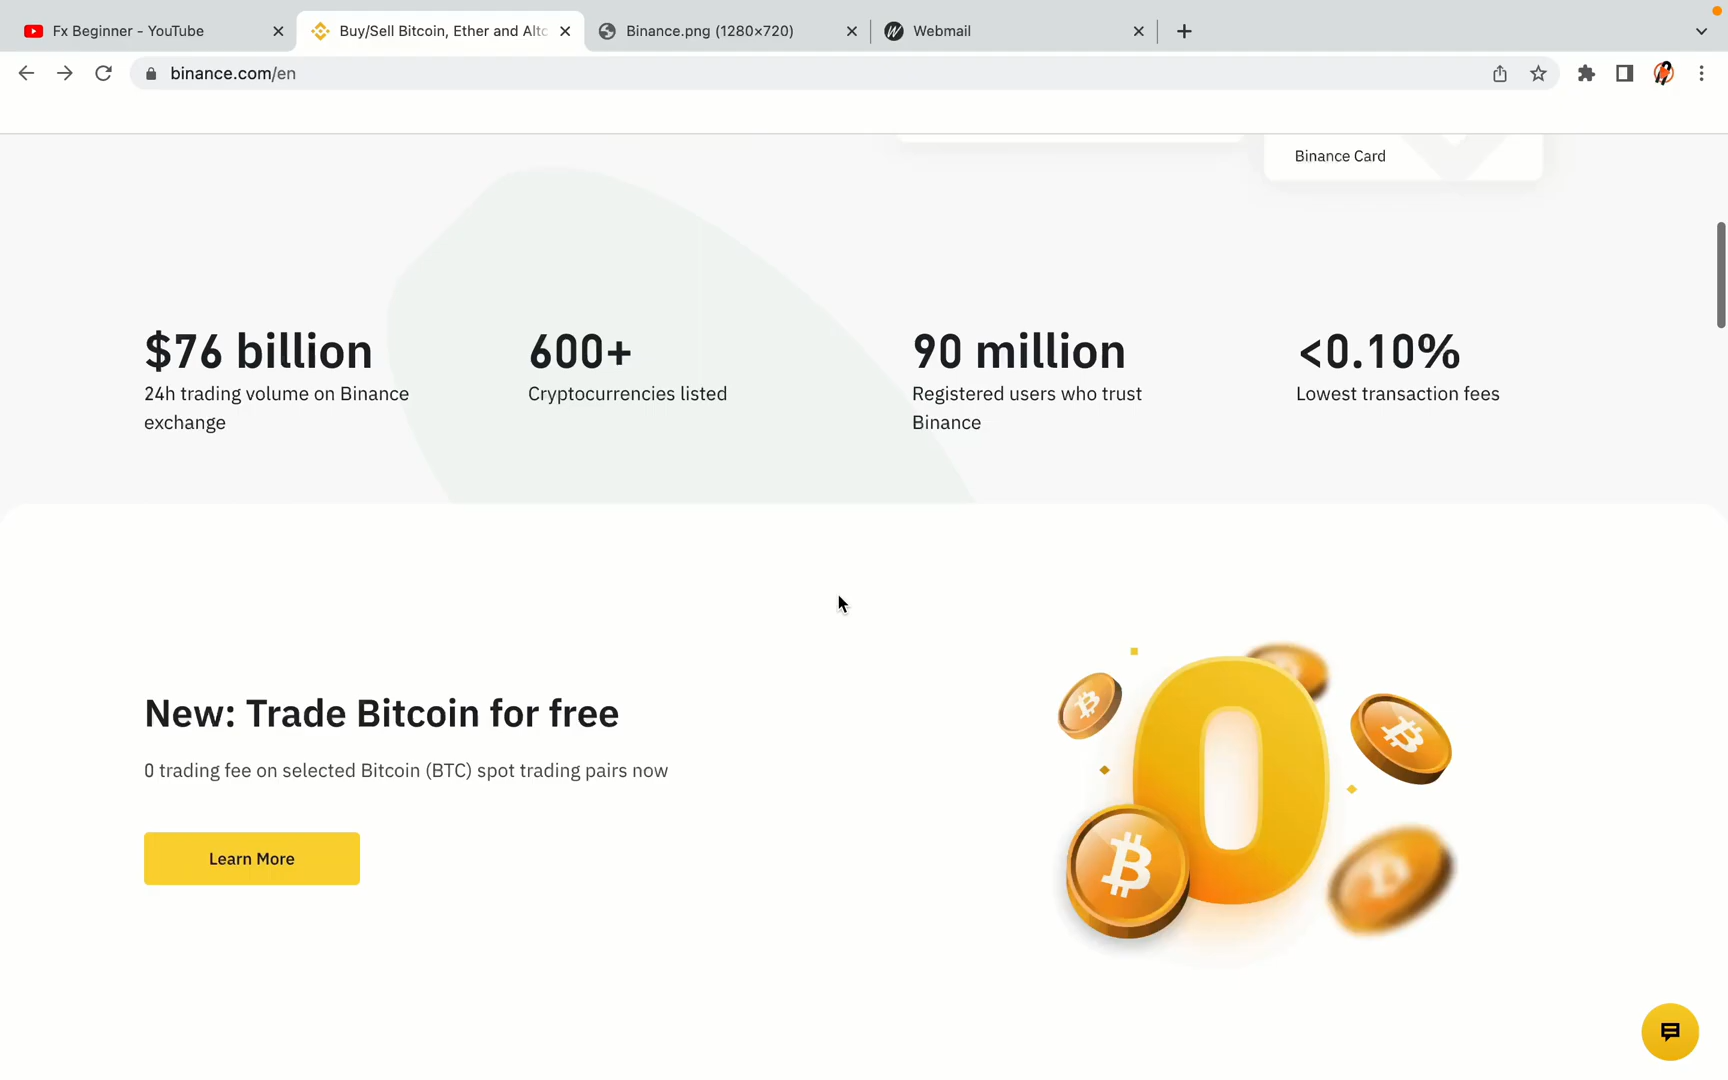 Fx Beginner - YouTube
Buy/Sell Bitcoin, Ether and Altc
Binance.png (1280×720)
Webmail
binance.com/en
Binance Card
$76 billion
24h trading volume on Binance
exchange
600+
Cryptocurrencies listed
90 million
Registered users who trust
Binance
<0.10%
Lowest transaction fees
New: Trade Bitcoin for free
0 trading fee on selected Bitcoin (BTC) spot trading pairs now
Learn More
0